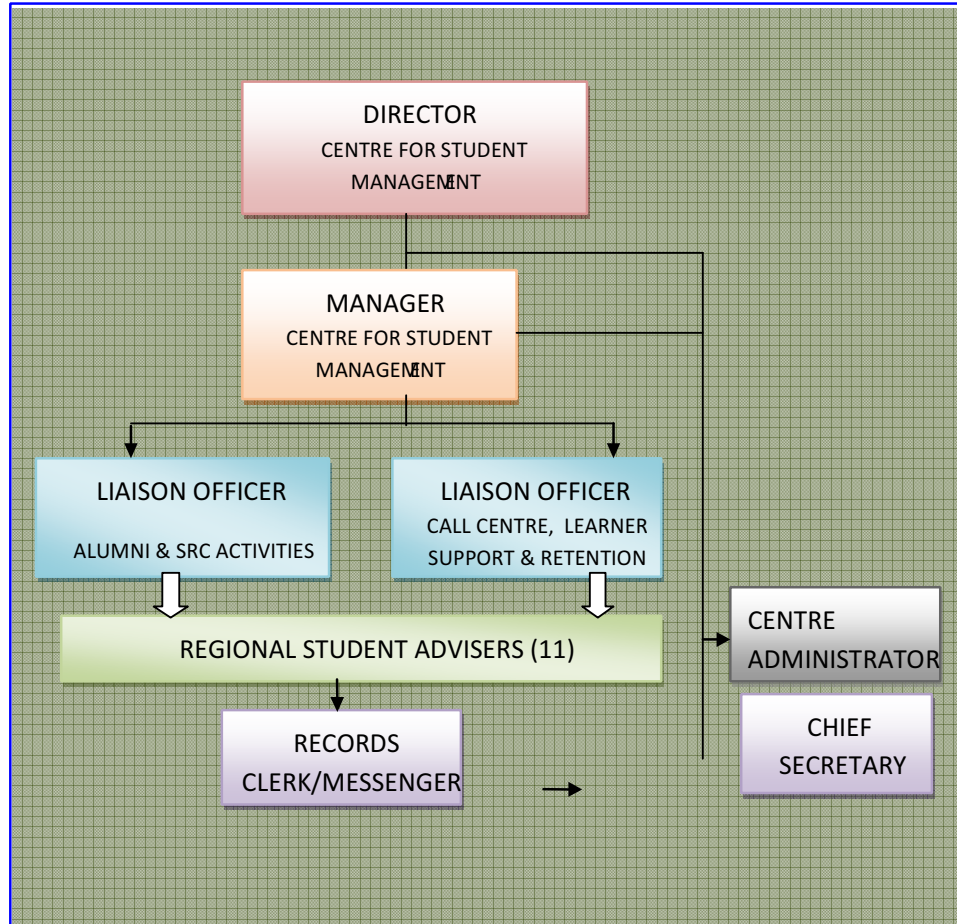 DIRECTOR
CENTRE FOR STUDENT
MANAGEMENT
MANAGER
CENTRE FOR STUDENT
MANAGEMENT
LIAISON OFFICER
ALUMNI & SRC ACTIVITIES
LIAISON OFFICER
CALL CENTRE, LEARNER
SUPPORT & RETENTION
REGIONAL STUDENT ADVISERS (11)
CENTRE
ADMINISTRATOR
RECORDS
CLERK/MESSENGER
CHIEF
SECRETARY